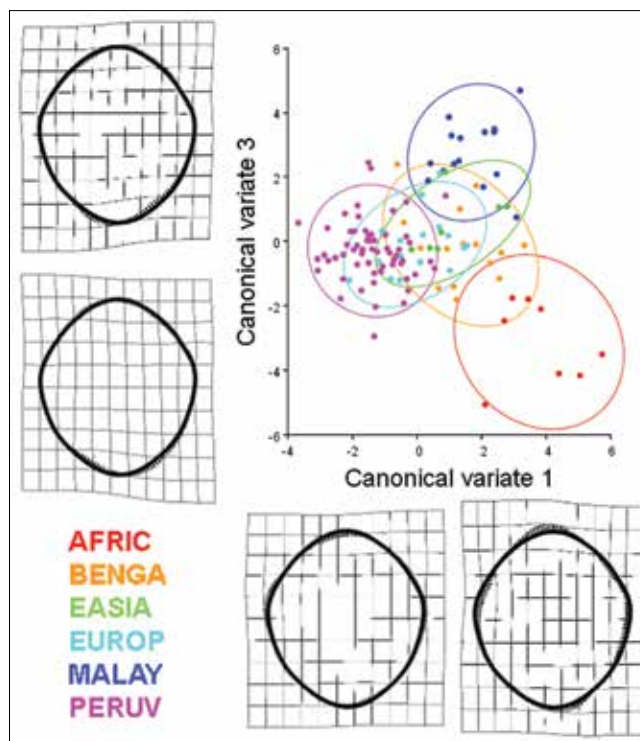 6
4
2
0
-2
-4
-6
Canonical variate 3
-4
-2
0
2
4
6
Canonical variate 1
AFRIC
BENGA
EASIA
EUROP
MALAY
PERUV